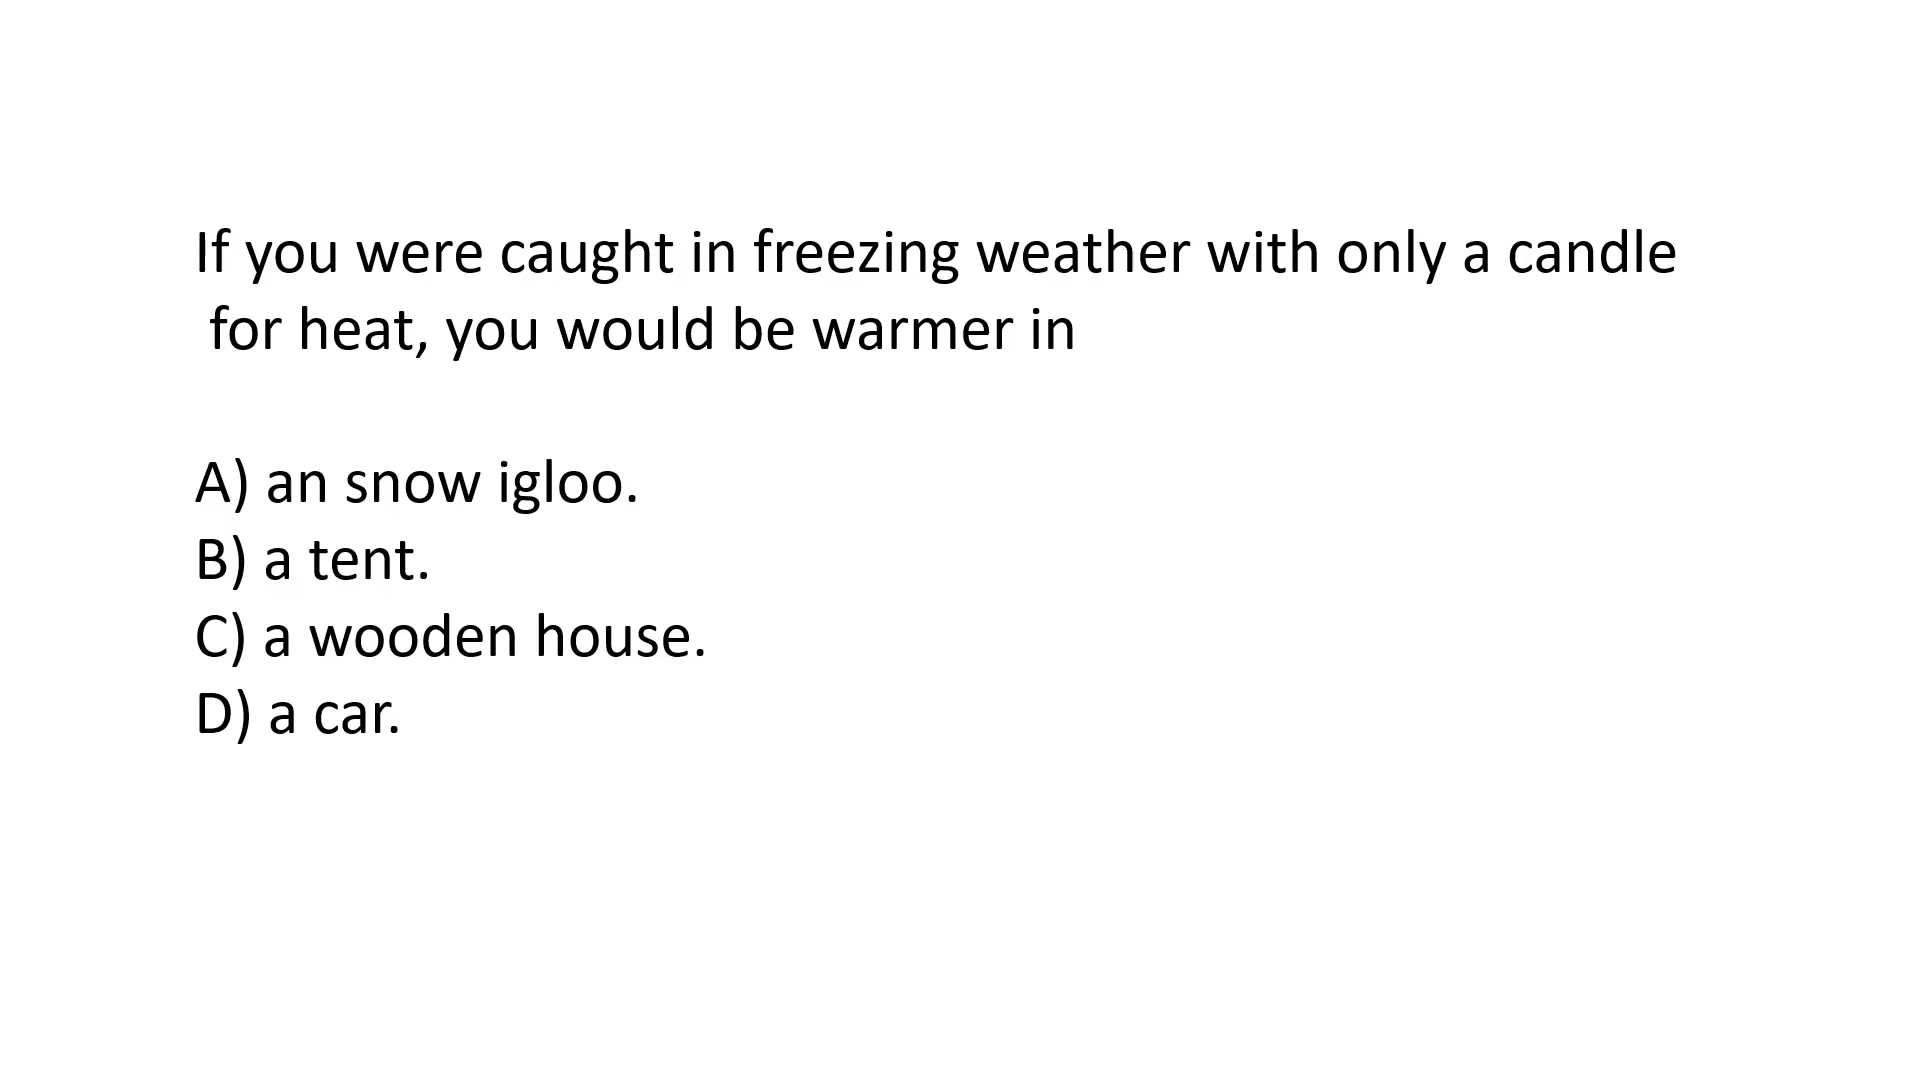 If you were caught in freezing weather with only a candle
for heat, you would be warmer in
A) an snow igloo.
B) a tent.
C) a wooden house.
D) a car.